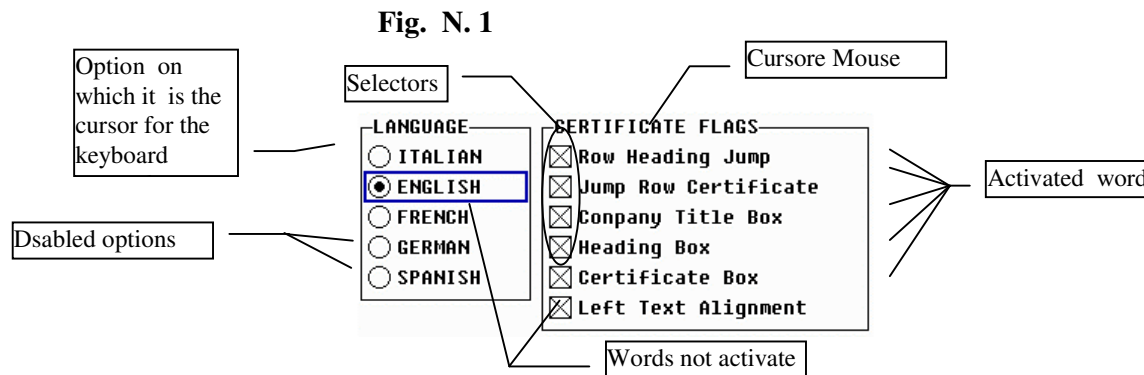 Fig. N. 1
Option on
which it is the
cursor for the
keyboard
Selectors
Cursore Mouse
LANGUAGE
ITALIAN
ENGLISH
FRENCH
GERMAN
SPANISH
CERTIFICATE FLAGS
Row Heading Jump
Jump Row Certificate
Conpany Title Box
Heading Box
Certificate Box
Left Text Alignment
Activated word
Dsabled options
Words not activate